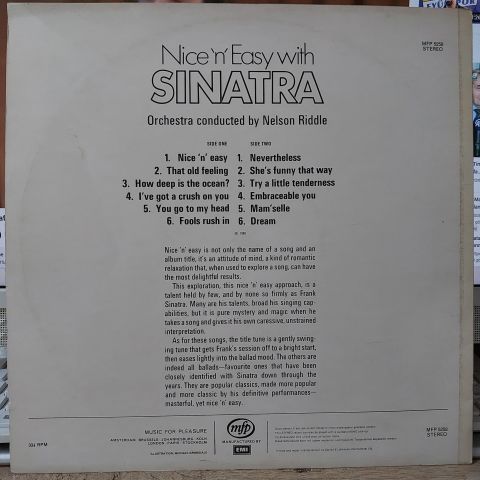 Nice 'n' Easy with
SINATRA
MFP 5258
STEREO
Orchestra conducted by Nelson Riddle
SIDE ONE
1. Nice 'n' easy
2. That old feeling
3. How deep is the ocean?
4. I've got a crush on you
5. You go to my head
6. Fools rush in
SIDE TWO
1. Nevertheless
2. She's funny that way
3. Try a little tenderness
4. Embraceable you
5. Mam'selle
6. Dream
Nice 'n' easy is not only the name of a song and an
album title, it's an attitude of mind, a kind of romantic
relaxation that, when used to explore a song, can have
the most delightful results.
This exploration, this nice 'n' easy approach, is a
talent held by few, and by none so firmly as Frank
Sinatra. Many are his talents, broad his singing cap-
abilities, but it is pure mystery and magic when he
takes a song and gives it his own caressive, unstrained
interpretation.
As for these songs, the title tune is a gently swing-
ing tune that gets Frank's session off to a bright start,
then eases lightly into the ballad mood. The others are
indeed all ballads—favourite ones that have been
closely identified with Sinatra down through the
years. They are popular classics, made more popular
and more classic by his definitive performances—
masterful, yet nice 'n' easy.
33⅓ RPM
MUSIC FOR PLEASURE
AMSTERDAM BRUSSELS JOHANNESBURG KOLN
LONDON PARIS STOCKHOLM
mfp
MANUFACTURED BY
EMI
MFP 5258
STEREO